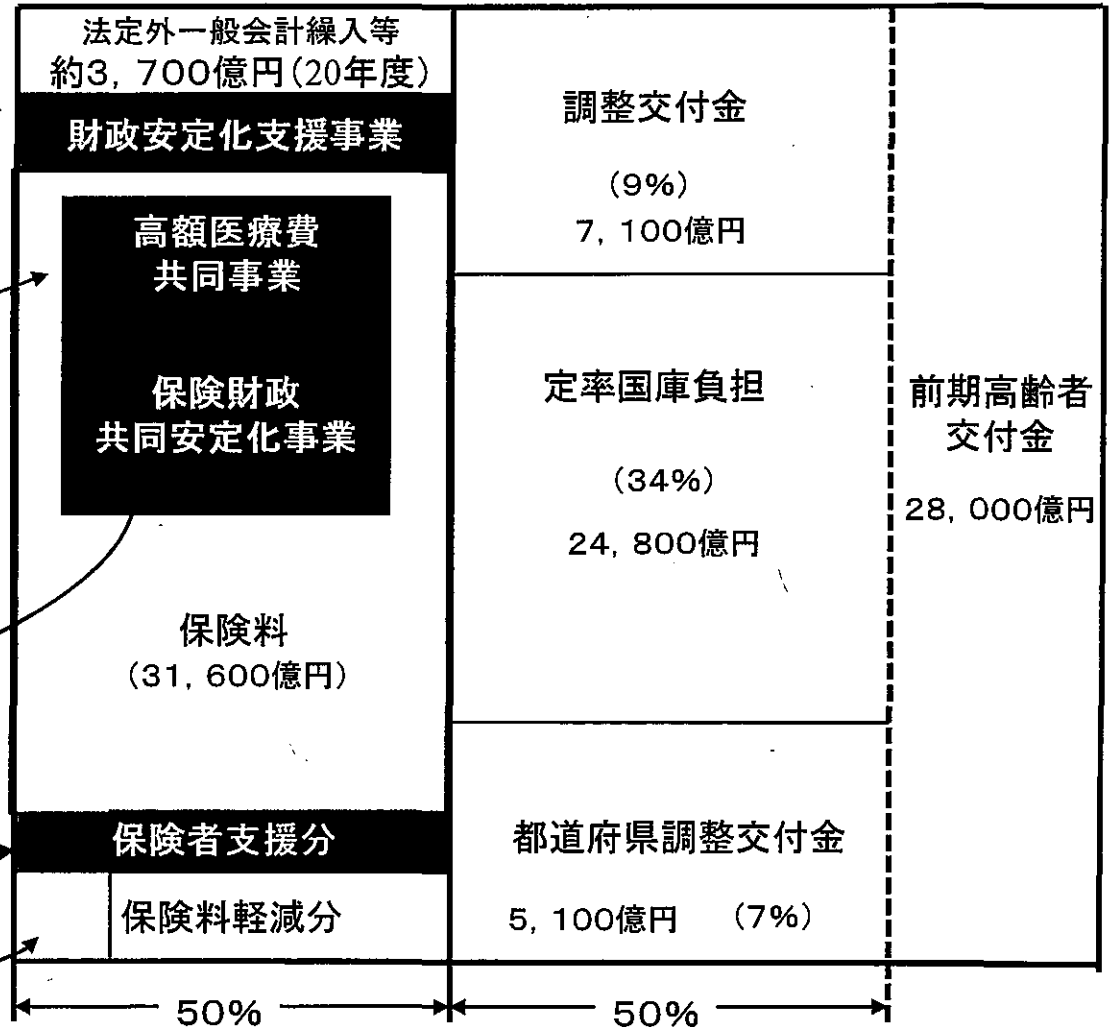 法定外一般会計繰入等
約3，700億円(20年度)
財政安定化支援事業
高額医療費
共同事業
保険財政
共同安定化事業
保険料
（31，600億円）
保険者支援分
保険料軽減分
調整交付金
（9％）
7，100億円
定率国庫負担
（34％）
24，800億円
都道府県調整交付金
5，100億円　（7％）
前期高齢者
交付金
28，000億円
50％
50％